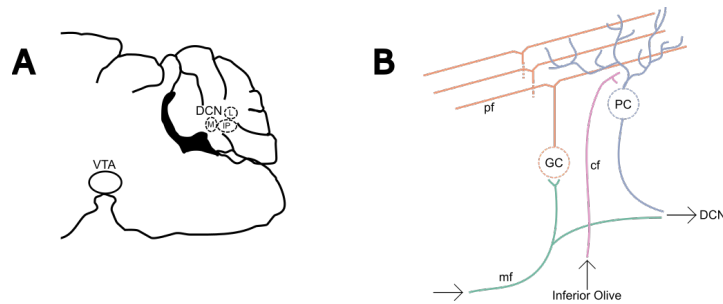 A
DCN
L
M
IP
VTA
B
pf
PC
GC
cf
DCN
mf
Inferior Olive